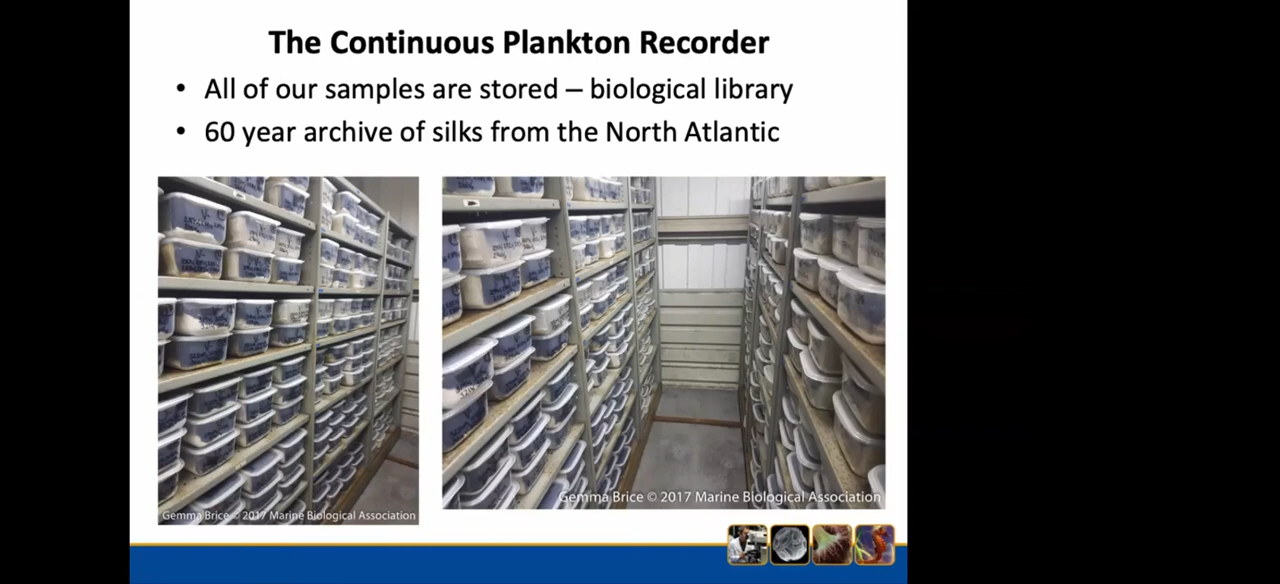 The Continuous Plankton Recorder
• All of our samples are stored – biological library
• 60 year archive of silks from the North Atlantic
Gemma Brice © 2017 Marine Biological Association
Gemma Brice © 2017 Marine Biological Association